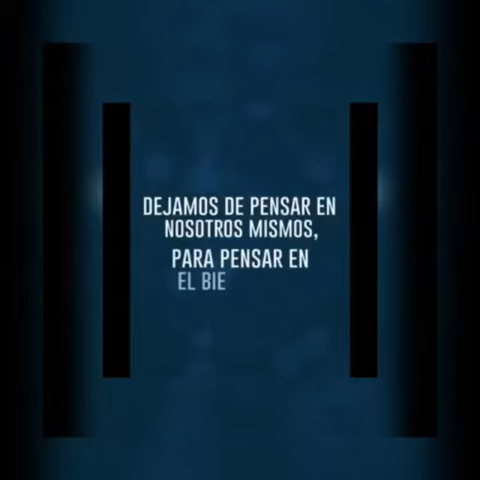 DEJAMOS DE PENSAR EN
NOSOTROS MISMOS,
PARA PENSAR EN
EL BIE